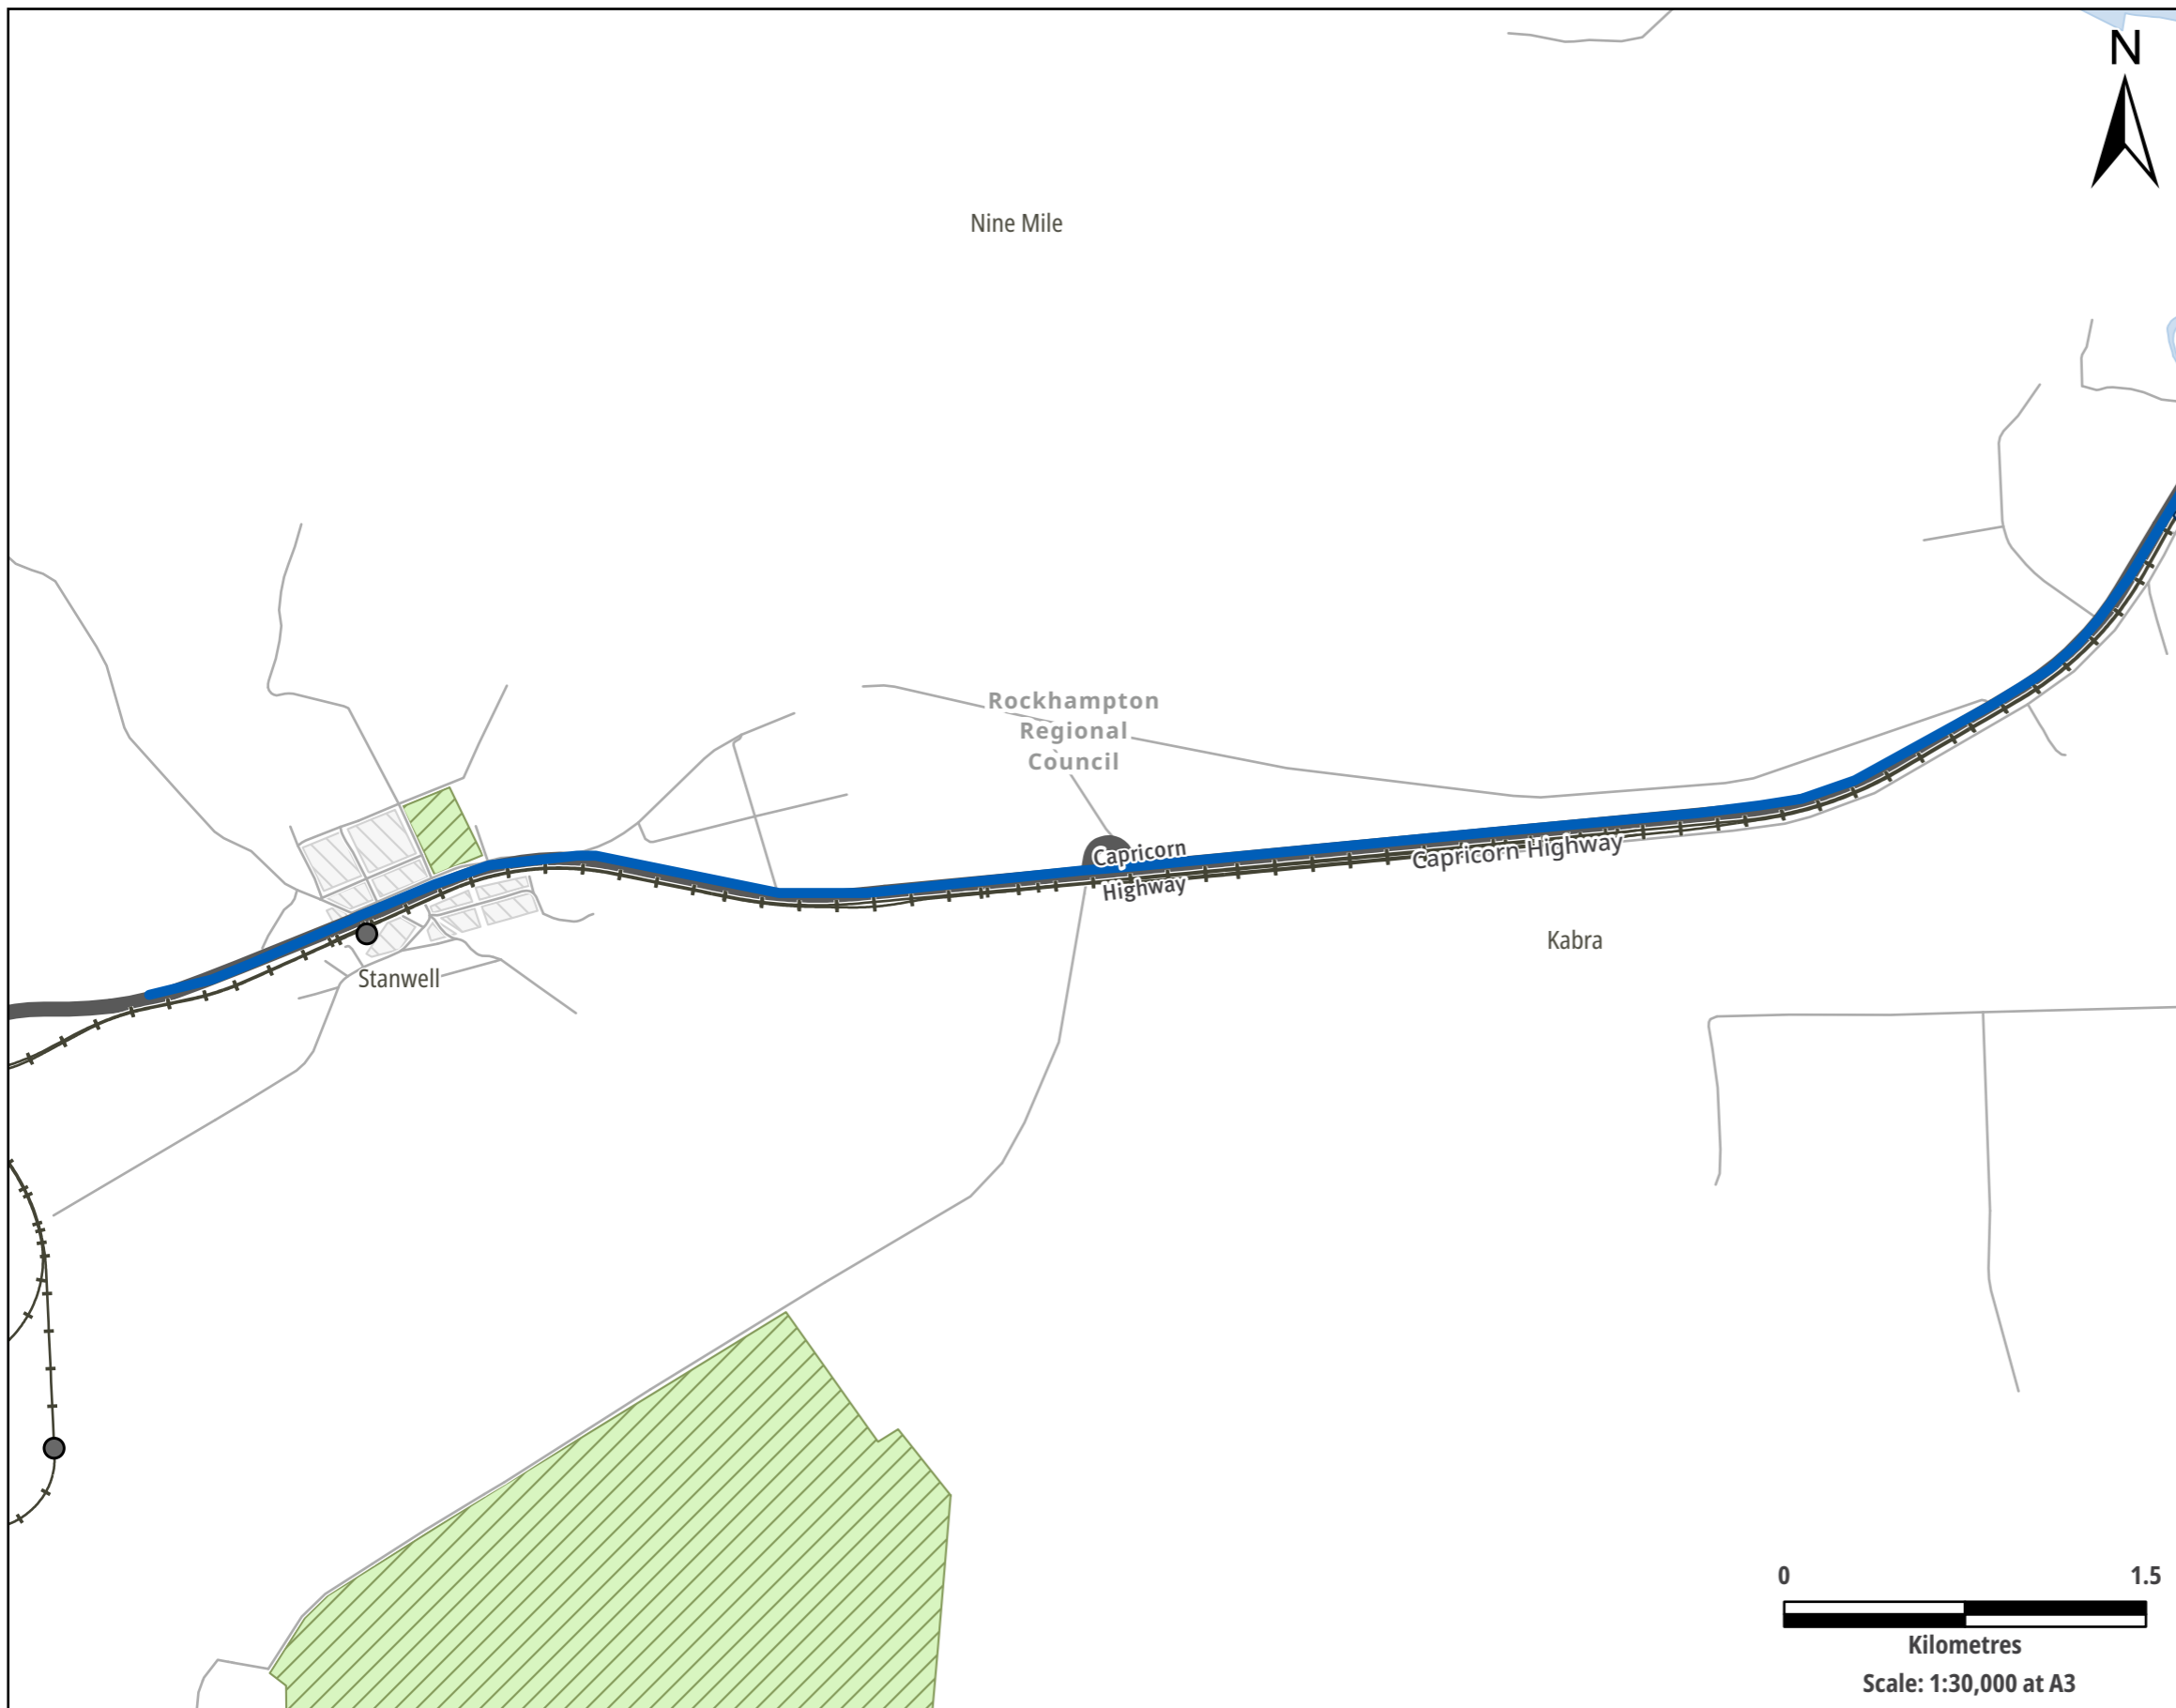 N
Nine Mile
Rockhampton
Regional
Council
Capricorn
Highway
Capricorn Highway
Kabra
Stanwell
0 1.5
Kilometres
Scale: 1:30,000 at A3